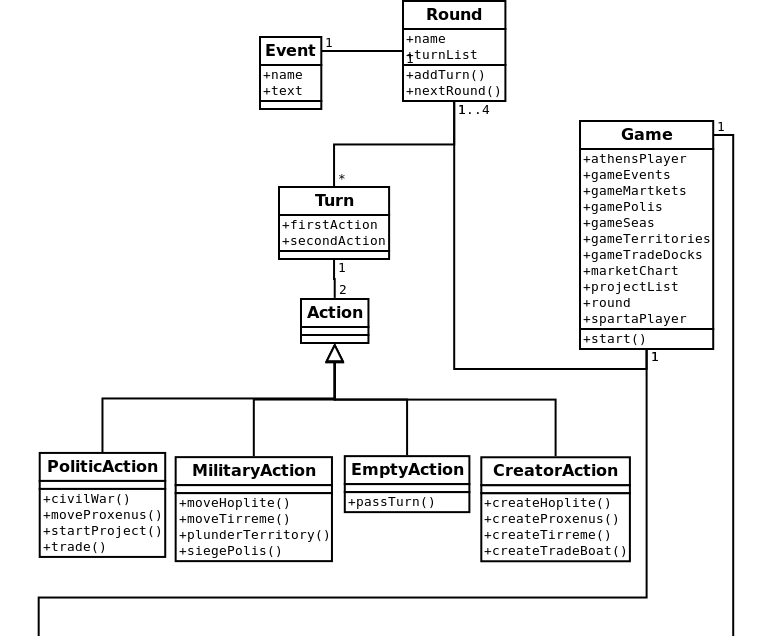 Round
+name
+turnList
+addTurn()
+nextRound()
1
1
Event
+name
+text
1..4
Game
+athensPlayer
+gameEvents
+gameMartkets
+gamePolis
+gameSeas
+gameTerritories
+gameTradeDocks
+marketChart
+projectList
+round
+spartaPlayer
+start()
1
1
*
Turn
+firstAction
+secondAction
1
2
Action
PoliticAction
+civilWar()
+moveProxenus()
+startProject()
+trade()
MilitaryAction
+moveHoplite()
+moveTirreme()
+plunderTerritory()
+siegePolis()
EmptyAction
+passTurn()
CreatorAction
+createHoplite()
+createProxenus()
+createTirreme()
+createTradeBoat()